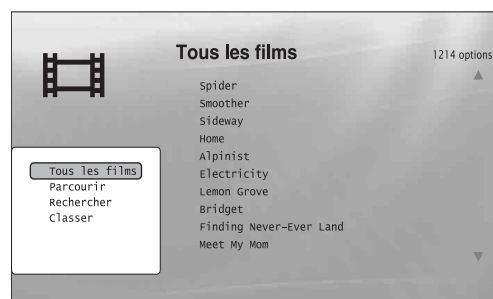 Tous les films
1214 options
Spider
Smoother
Sideway
Home
Alpinist
Electricity
Lemon Grove
Bridget
Finding Never-Ever Land
Meet My Mom
Tous les films
Parcourir
Rechercher
Classer